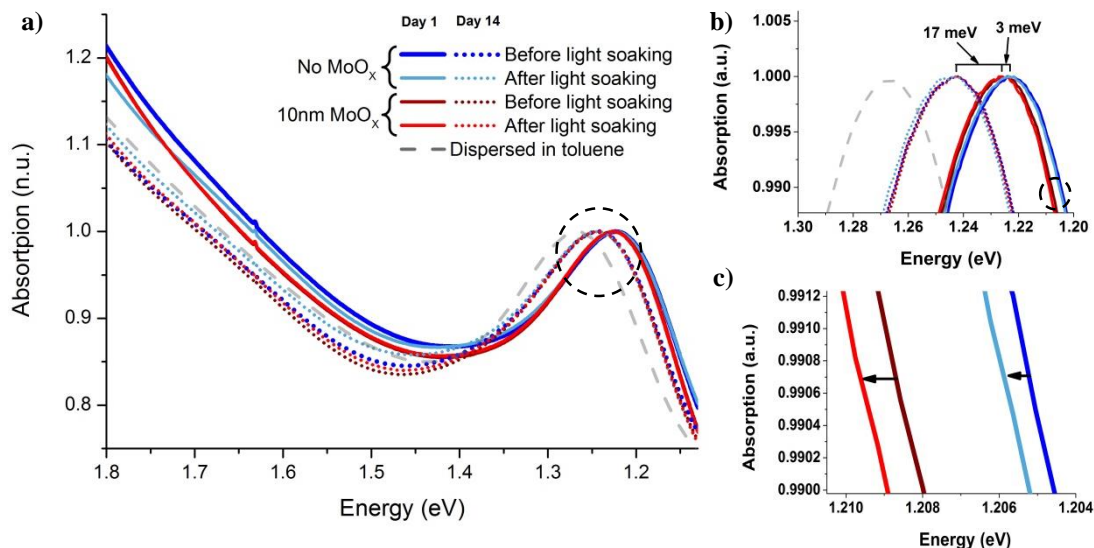 a)
Day 1 Day 14
No MoOx
Before light soaking
After light soaking
10nm MoOx
Before light soaking
After light soaking
Dispersed in toluene
1.2
1.1
1.0
0.9
0.8
Absortpion (n.u.)
1.8 1.7 1.6 1.5 1.4 1.3 1.2
Energy (eV)
b)
17 meV
3 meV
1.005
1.000
0.995
0.990
Absorption (a.u.)
1.30 1.28 1.26 1.24 1.22 1.20
Energy (eV)
c)
0.9912
0.9910
0.9908
0.9906
0.9904
0.9902
0.9900
Absorption (a.u.)
1.210 1.208 1.206 1.204
Energy (eV)